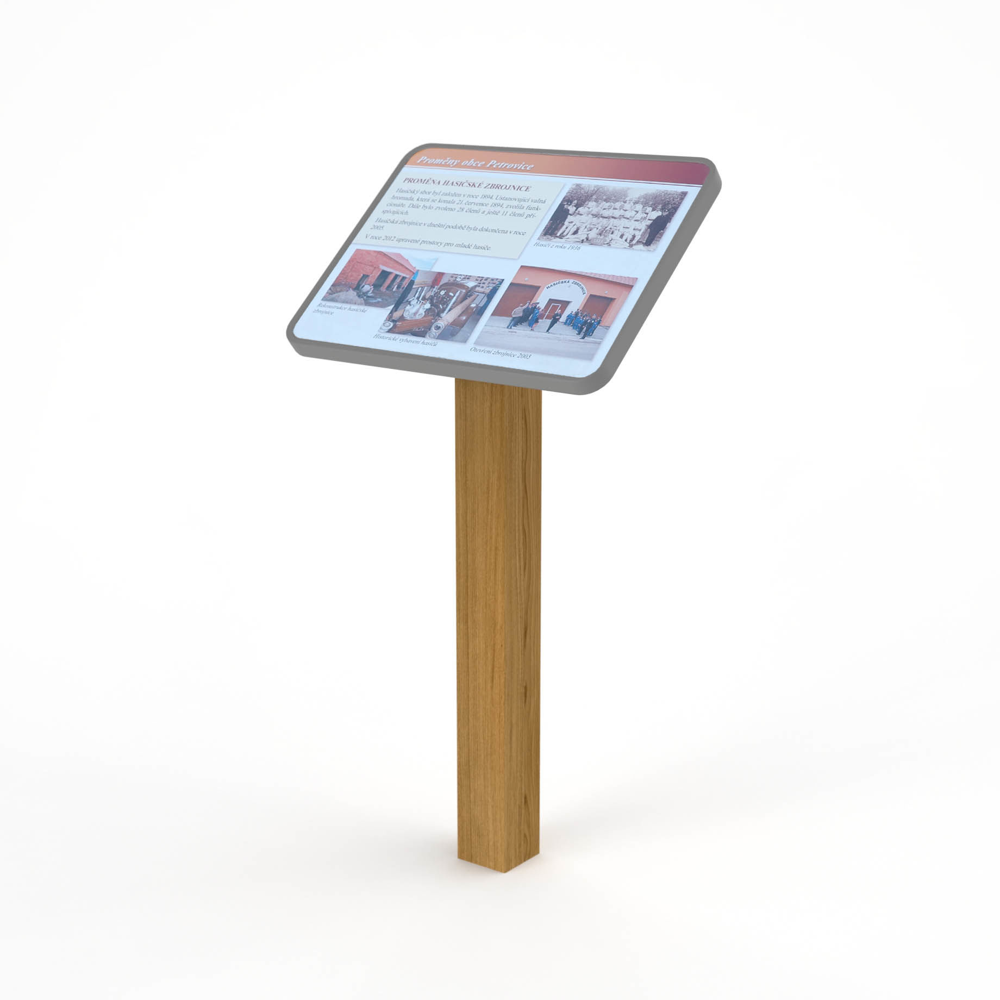 Proměny obce Petrovice
PROMĚNA HASIČSKÉ ZBROJNICE
Hasičský sbor byl založen v roce 1894. Ustanovující valná
hromada, která se konala 21. července 1894, zvolila funk-
cionáře. Dále bylo zvoleno 28 členů a ještě 11 členů při-
spívajících.
Hasičská zbrojnice v dnešní podobě byla dokončena v roce
2005.
V roce 2012 upravené prostory pro mladé hasiče.
Hasiči z roku 1936
HASIČSKÁ ZBROJNICE
Rekonstrukce hasičské
zbrojnice
Historické vybavení hasičů
Otevření zbrojnice 2003